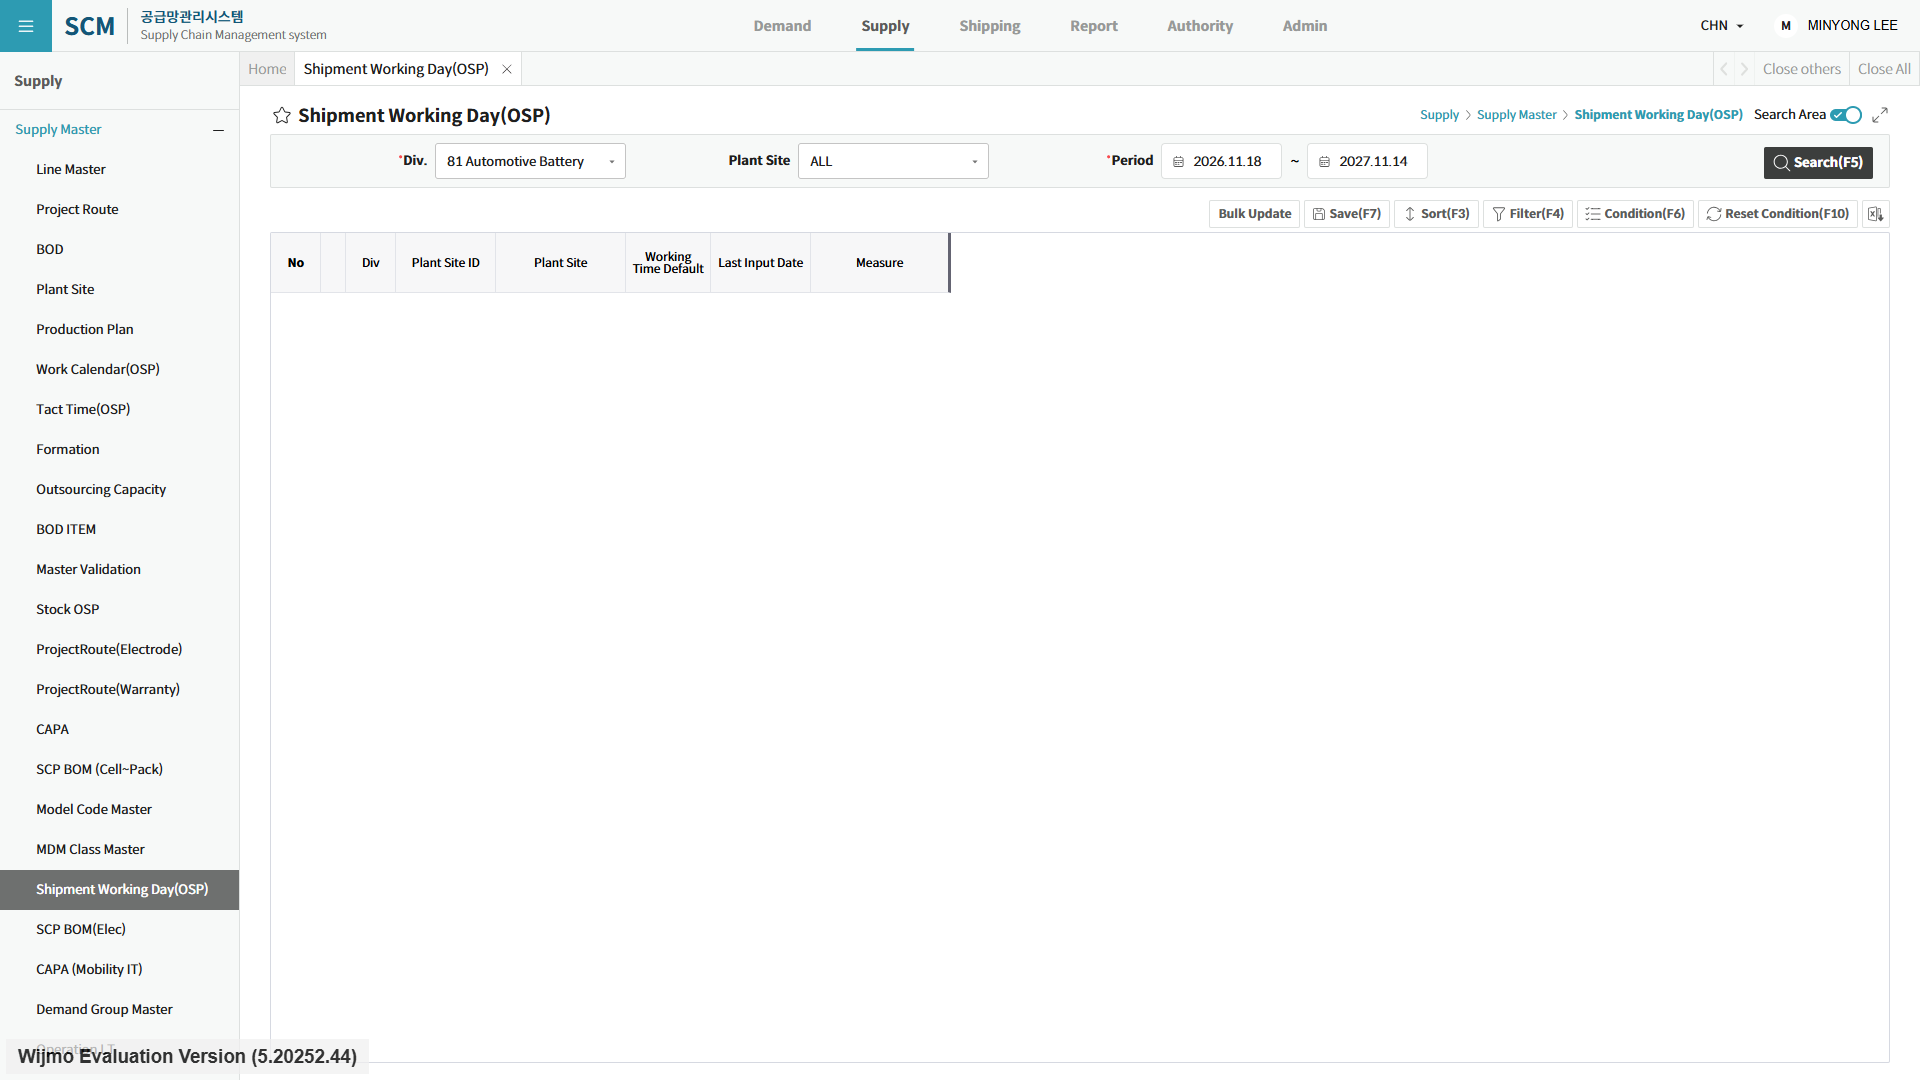 SCM
공급망관리시스템
Supply Chain Management system
Demand
Supply
Shipping
Report
Authority
Admin
CHN
M
MINYONG LEE
Supply
Home
Shipment Working Day(OSP)
Close others
Close All
Supply Master
Line Master
Project Route
BOD
Plant Site
Production Plan
Work Calendar(OSP)
Tact Time(OSP)
Formation
Outsourcing Capacity
BOD ITEM
Master Validation
Stock OSP
ProjectRoute(Electrode)
ProjectRoute(Warranty)
CAPA
SCP BOM (Cell~Pack)
Model Code Master
MDM Class Master
Shipment Working Day(OSP)
SCP BOM(Elec)
CAPA (Mobility IT)
Demand Group Master
Operation LT
Wijmo Evaluation Version (5.20252.44)
Shipment Working Day(OSP)
Supply > Supply Master > Shipment Working Day(OSP)
Search Area
*Div.
81 Automotive Battery
Plant Site
ALL
*Period
2026.11.18
~
2027.11.14
Search(F5)
Bulk Update
Save(F7)
Sort(F3)
Filter(F4)
Condition(F6)
Reset Condition(F10)
No
Div
Plant Site ID
Plant Site
Working
Time Default
Last Input Date
Measure